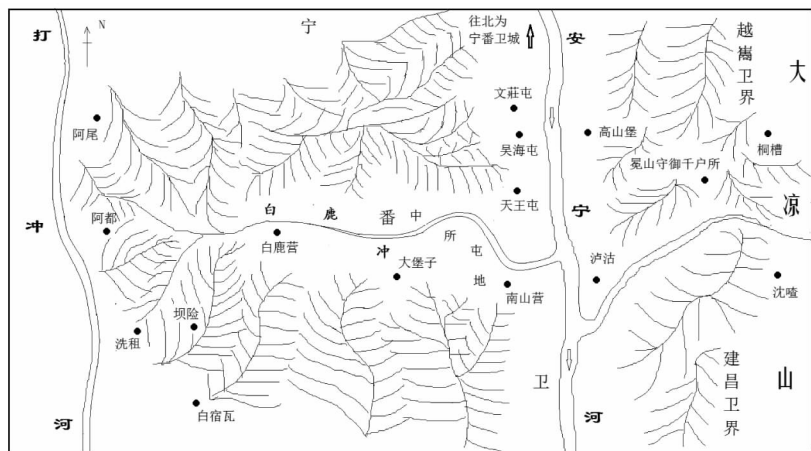 打冲河
N
宁番卫
往北为
宁番卫城
安宁河
越嶲卫界
大凉山
文莊屯
吴海屯
天王屯
高山堡
桐槽
冕山守御千户所
阿尾
阿都
白鹿冲
中所屯地
白鹿营
大堡子
南山营
泸沽
沈喳
洗租
坝险
白宿瓦
建昌卫界